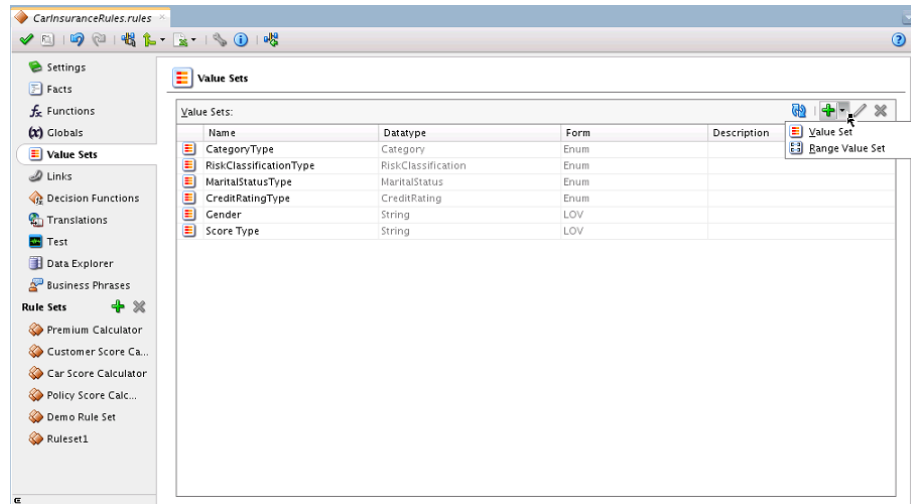 CarInsuranceRules.rules
Settings
Facts
Functions
Globals
Value Sets
Links
Decision Functions
Translations
Test
Data Explorer
Business Phrases
Rule Sets
Premium Calculator
Customer Score Ca...
Car Score Calculator
Policy Score Calc...
Demo Rule Set
Ruleset1
Value Sets
Value Sets:
Name Datatype Form Description
CategoryType Category Enum
RiskClassificationType RiskClassification Enum
MaritalStatusType MaritalStatus Enum
CreditRatingType CreditRating Enum
Gender String LOV
Score Type String LOV
Value Set
Range Value Set